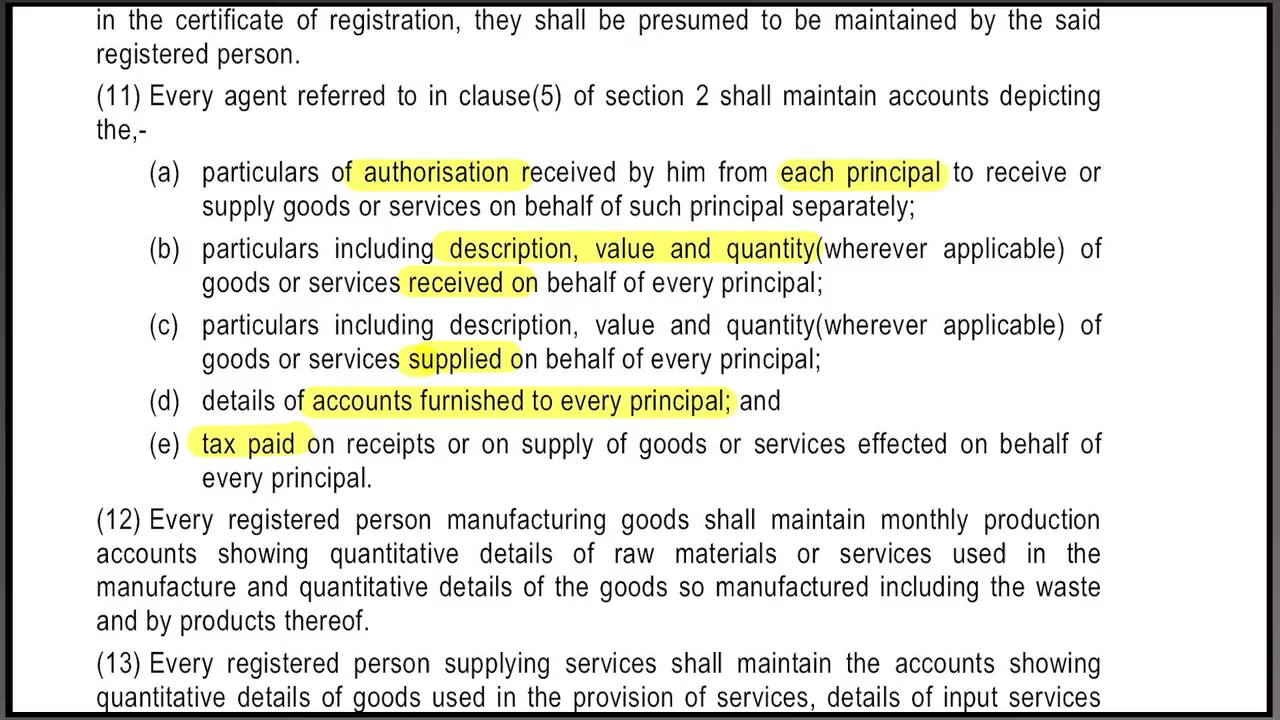 in the certificate of registration, they shall be presumed to be maintained by the said
registered person.
(11) Every agent referred to in clause(5) of section 2 shall maintain accounts depicting
the,-
(a) particulars of authorisation received by him from each principal to receive or
supply goods or services on behalf of such principal separately;
(b) particulars including description, value and quantity(wherever applicable) of
goods or services received on behalf of every principal;
(c) particulars including description, value and quantity(wherever applicable) of
goods or services supplied on behalf of every principal;
(d) details of accounts furnished to every principal; and
(e) tax paid on receipts or on supply of goods or services effected on behalf of
every principal.
(12) Every registered person manufacturing goods shall maintain monthly production
accounts showing quantitative details of raw materials or services used in the
manufacture and quantitative details of the goods so manufactured including the waste
and by products thereof.
(13) Every registered person supplying services shall maintain the accounts showing
quantitative details of goods used in the provision of services, details of input services